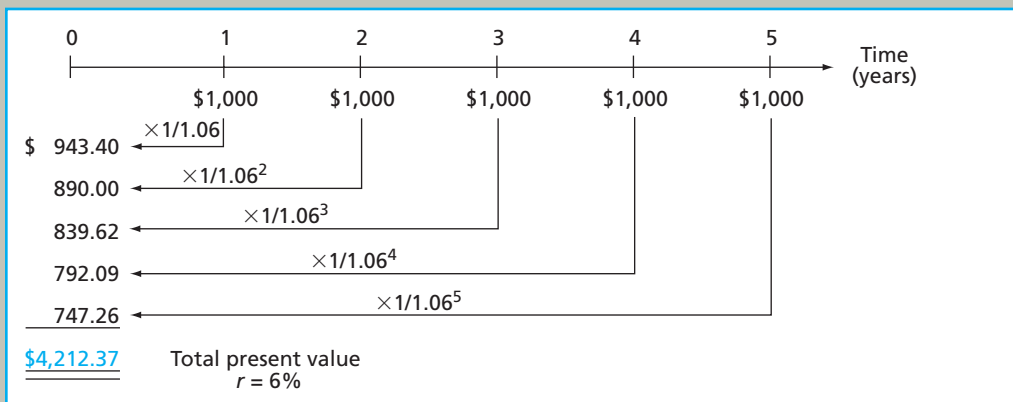 0 1 2 3 4 5
Time
(years)
$1,000 $1,000 $1,000 $1,000 $1,000
×1/1.06
$ 943.40
×1/1.06²
890.00
×1/1.06³
839.62
×1/1.06⁴
792.09
×1/1.06⁵
747.26
$4,212.37 Total present value
r = 6%